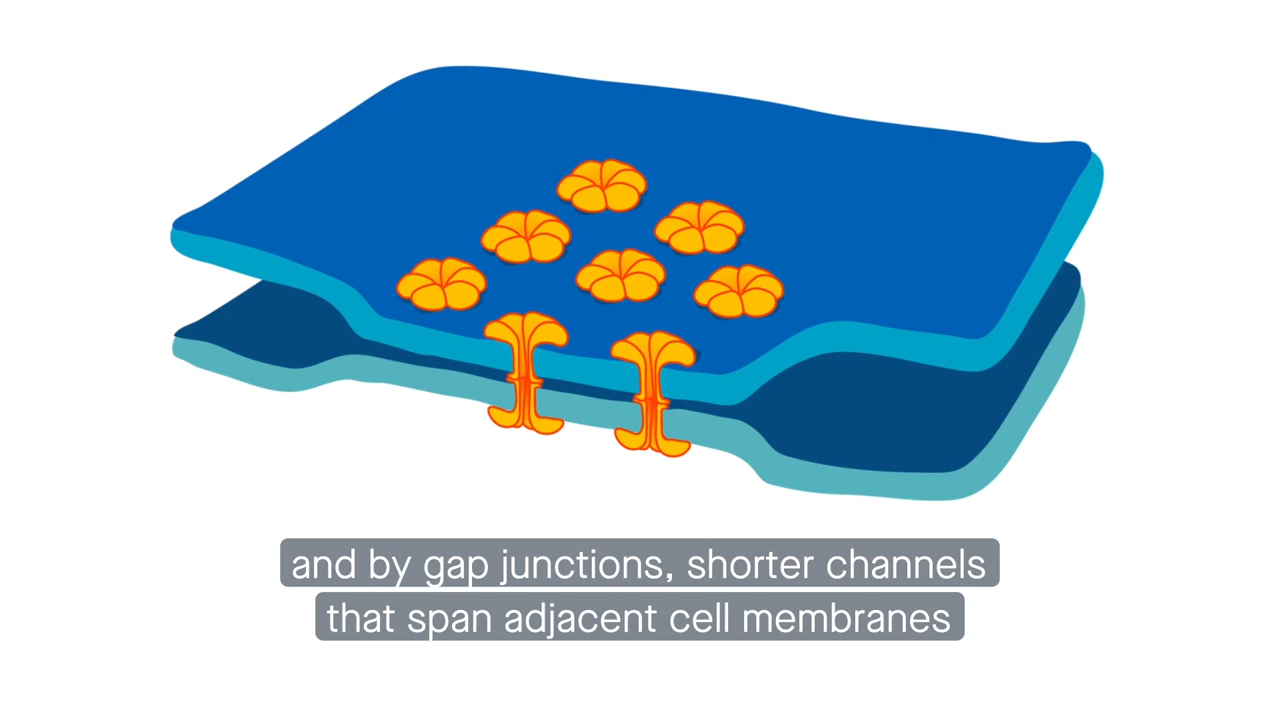 and by gap junctions, shorter channels
that span adjacent cell membranes